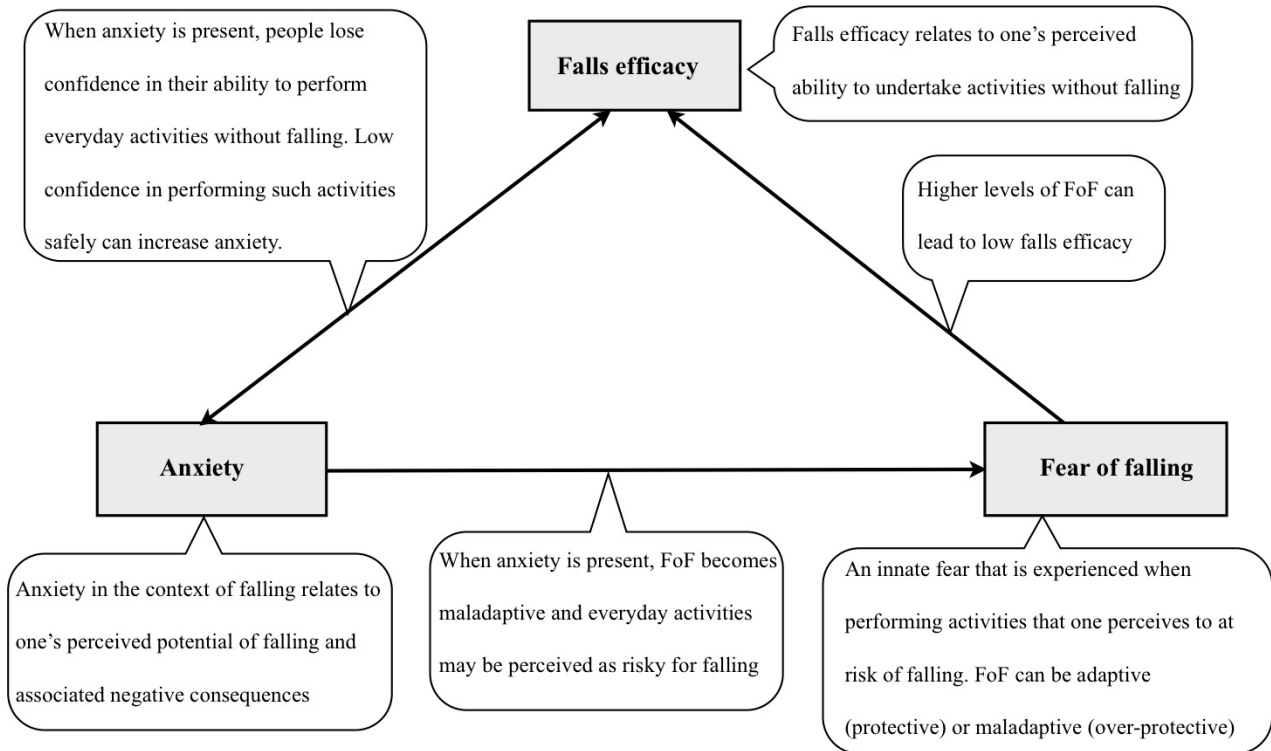 When anxiety is present, people lose
confidence in their ability to perform
everyday activities without falling. Low
confidence in performing such activities
safely can increase anxiety.
Falls efficacy
Falls efficacy relates to one’s perceived
ability to undertake activities without falling
Higher levels of FoF can
lead to low falls efficacy
Anxiety
Fear of falling
Anxiety in the context of falling relates to
one’s perceived potential of falling and
associated negative consequences
When anxiety is present, FoF becomes
maladaptive and everyday activities
may be perceived as risky for falling
An innate fear that is experienced when
performing activities that one perceives to at
risk of falling. FoF can be adaptive
(protective) or maladaptive (over-protective)